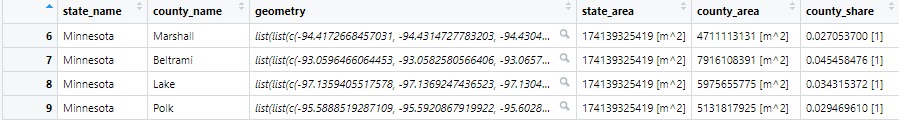 state_name county_name geometry state_area county_area county_share
6 Minnesota Marshall list(list(c(-94.4172668457031, -94.4314727783203, -94.4304... 174139325419 [m^2] 4711113131 [m^2] 0.027053700 [1]
7 Minnesota Beltrami list(list(c(-93.0596466064453, -93.0582580566406, -93.0657... 174139325419 [m^2] 7916108391 [m^2] 0.045458476 [1]
8 Minnesota Lake list(list(c(-97.1359405517578, -97.1369247436523, -97.1304... 174139325419 [m^2] 5975655775 [m^2] 0.034315372 [1]
9 Minnesota Polk list(list(c(-95.5888519287109, -95.5920867919922, -95.6028... 174139325419 [m^2] 5131817925 [m^2] 0.029469610 [1]